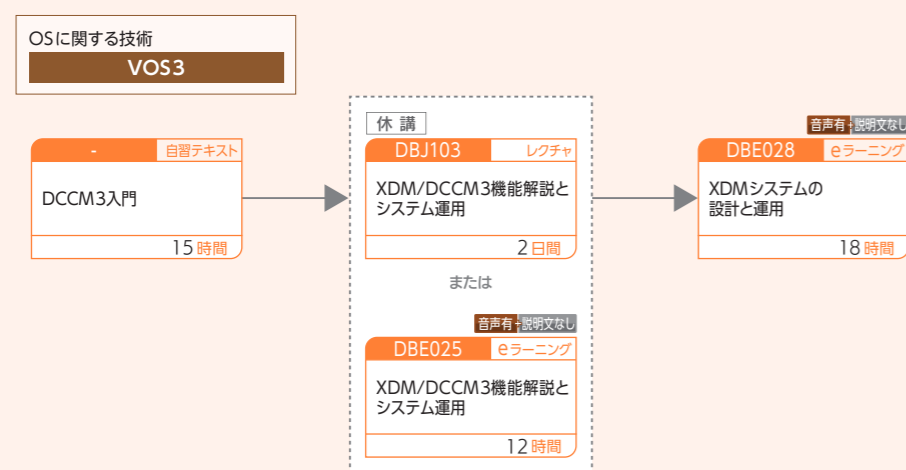 OSに関する技術
VOS3
-
自習テキスト
DCCM3入門
15時間
休 講
DBJ103
レクチャ
XDM/DCCM3機能解説と
システム運用
2日間
または
音声有+説明文なし
DBE025
eラーニング
XDM/DCCM3機能解説と
システム運用
12時間
音声有+説明文なし
DBE028
eラーニング
XDMシステムの
設計と運用
18時間